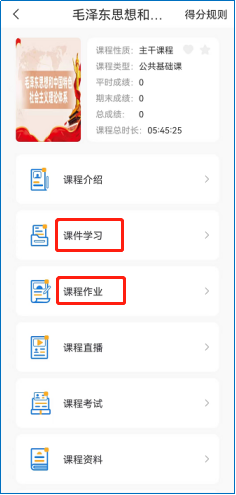 毛泽东思想和...
得分规则
毛泽东思想和中国特色
社会主义理论体系
课程性质：主干课程
课程类型：公共基础课
平时成绩：0
期末成绩：0
总成绩：0
课程总时长：05:45:25
课程介绍
课件学习
课程作业
课程直播
课程考试
课程资料